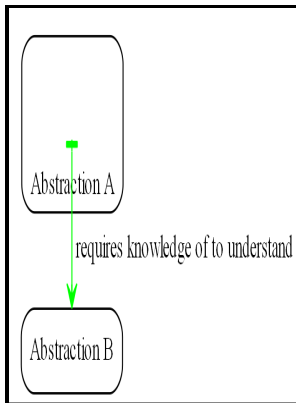 Abstraction A
requires knowledge of to understand
Abstraction B